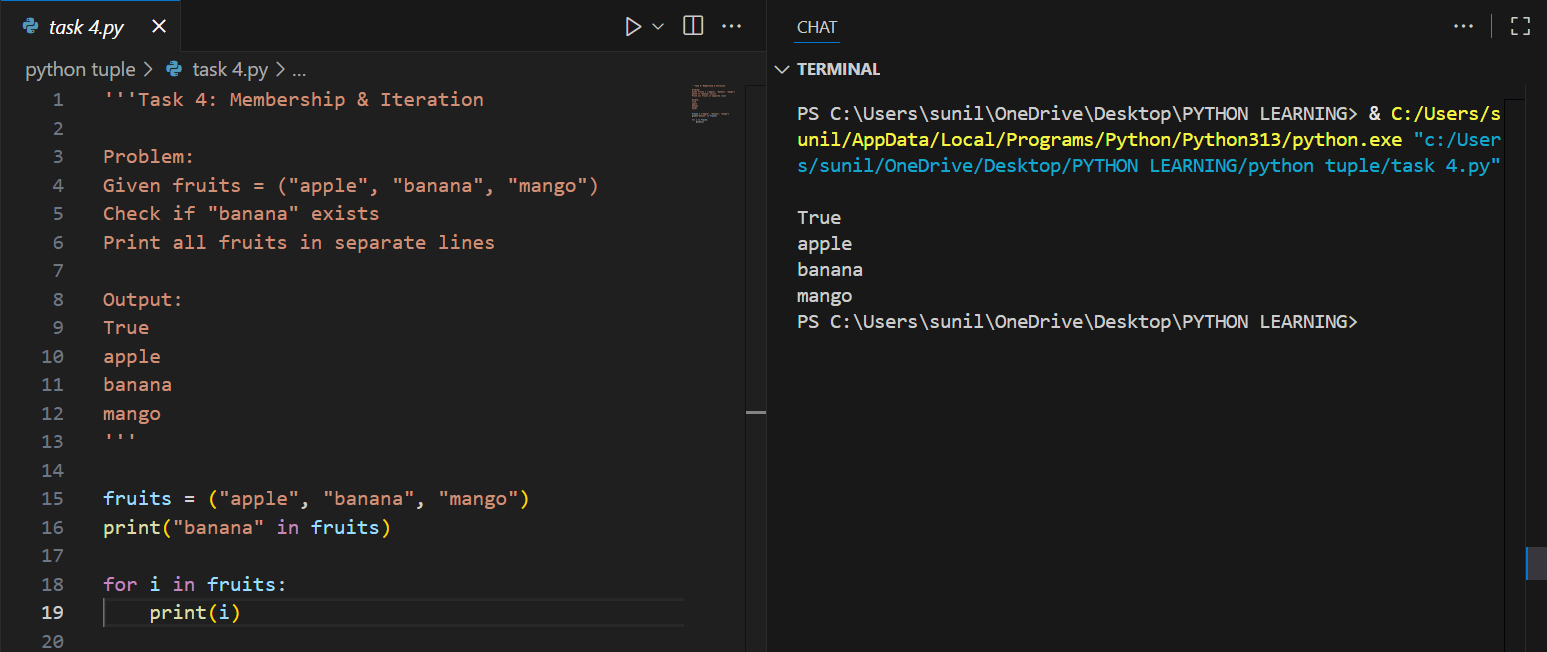 task 4.py
python tuple > task 4.py > ...
1 '''Task 4: Membership & Iteration
2
3 Problem:
4 Given fruits = ("apple", "banana", "mango")
5 Check if "banana" exists
6 Print all fruits in separate lines
7
8 Output:
9 True
10 apple
11 banana
12 mango
13 '''
14
15 fruits = ("apple", "banana", "mango")
16 print("banana" in fruits)
17
18 for i in fruits:
19     print(i)
20
CHAT
TERMINAL
PS C:\Users\sunil\OneDrive\Desktop\PYTHON LEARNING> & C:/Users/s
unil/AppData/Local/Programs/Python/Python313/python.exe "c:/User
s/sunil/OneDrive/Desktop/PYTHON LEARNING/python tuple/task 4.py"
True
apple
banana
mango
PS C:\Users\sunil\OneDrive\Desktop\PYTHON LEARNING>